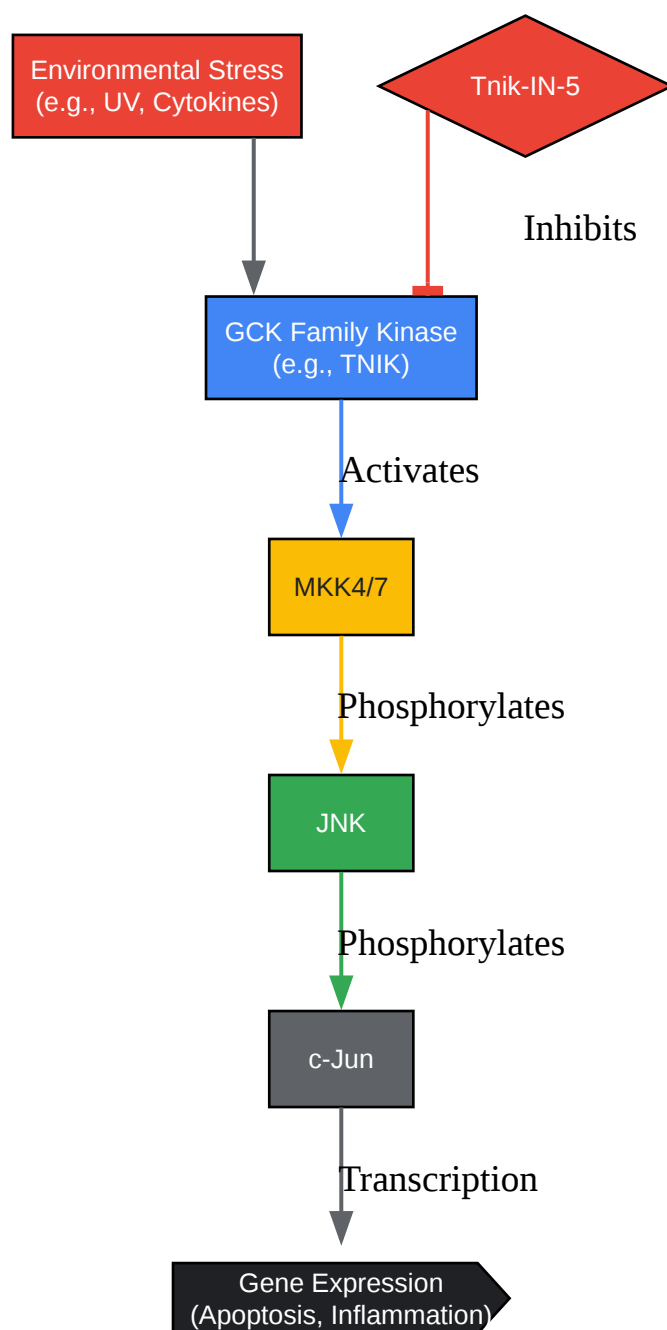 Environmental Stress
(e.g., UV, Cytokines)
Tnik-IN-5
Inhibits
GCK Family Kinase
(e.g., TNIK)
Activates
MKK4/7
Phosphorylates
JNK
Phosphorylates
c-Jun
Transcription
Gene Expression
(Apoptosis, Inflammation)